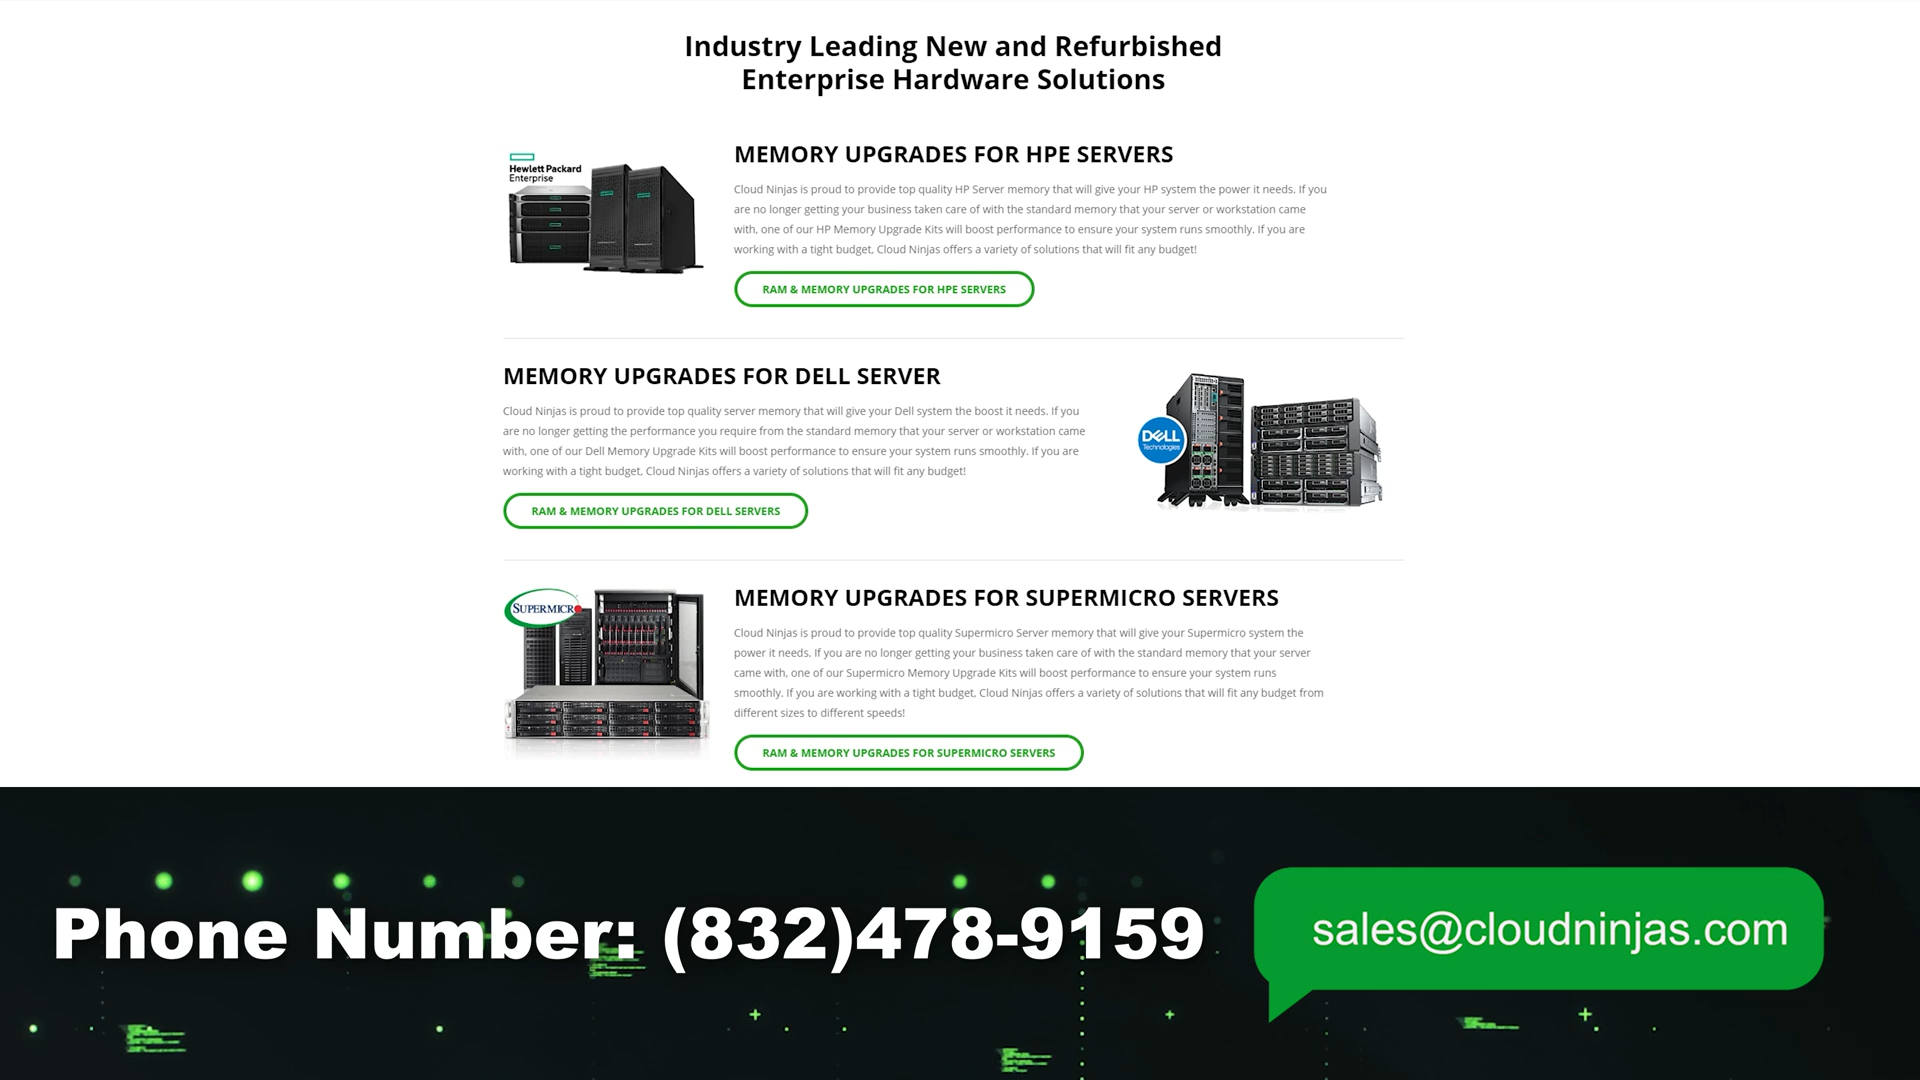 Industry Leading New and Refurbished
Enterprise Hardware Solutions
Hewlett Packard
Enterprise
MEMORY UPGRADES FOR HPE SERVERS
Cloud Ninjas is proud to provide top quality HP Server memory that will give your HP system the power it needs. If you
are no longer getting your business taken care of with the standard memory that your server or workstation came
with, one of our HP Memory Upgrade Kits will boost performance to ensure your system runs smoothly. If you are
working with a tight budget, Cloud Ninjas offers a variety of solutions that will fit any budget!
RAM & MEMORY UPGRADES FOR HPE SERVERS
MEMORY UPGRADES FOR DELL SERVER
Cloud Ninjas is proud to provide top quality server memory that will give your Dell system the boost it needs. If you
are no longer getting the performance you require from the standard memory that your server or workstation came
with, one of our Dell Memory Upgrade Kits will boost performance to ensure your system runs smoothly. If you are
working with a tight budget, Cloud Ninjas offers a variety of solutions that will fit any budget!
RAM & MEMORY UPGRADES FOR DELL SERVERS
DELL
Technologies
SUPERMICRO
MEMORY UPGRADES FOR SUPERMICRO SERVERS
Cloud Ninjas is proud to provide top quality Supermicro Server memory that will give your Supermicro system the
power it needs. If you are no longer getting your business taken care of with the standard memory that your server
came with, one of our Supermicro Memory Upgrade Kits will boost performance to ensure your system runs
smoothly. If you are working with a tight budget, Cloud Ninjas offers a variety of solutions that will fit any budget from
different sizes to different speeds!
RAM & MEMORY UPGRADES FOR SUPERMICRO SERVERS
Phone Number: (832)478-9159
sales@cloudninjas.com